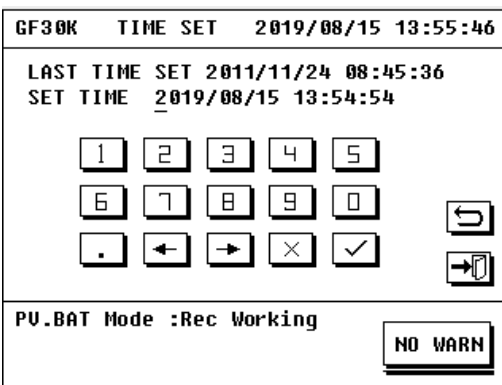 GF30K TIME SET 2019/08/15 13:55:46
LAST TIME SET 2011/11/24 08:45:36
SET TIME 2019/08/15 13:54:54
1 2 3 4 5
6 7 8 9 0
. ← → × ✓
PV.BAT Mode :Rec Working
NO WARN